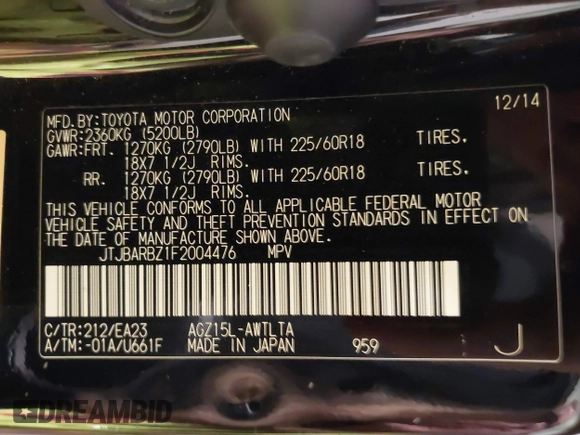 12/14
MFD.BY:TOYOTA MOTOR CORPORATION
GVWR:2360KG (5200LB)
GAWR:FRT. 1270KG (2790LB) WITH 225/60R18 TIRES.
18X7 1/2J RIMS.
RR. 1270KG (2790LB) WITH 225/60R18 TIRES.
18X7 1/2J RIMS.
THIS VEHICLE CONFORMS TO ALL APPLICABLE FEDERAL MOTOR
VEHICLE SAFETY AND THEFT PREVENTION STANDARDS IN EFFECT ON
THE DATE OF MANUFACTURE SHOWN ABOVE.
JTJBARBZ1F2004476 MPV
C/TR:212/EA23 AGZ15L-AWTLTA
A/TM:-01A/U661F MADE IN JAPAN 959 J
DREAMBID